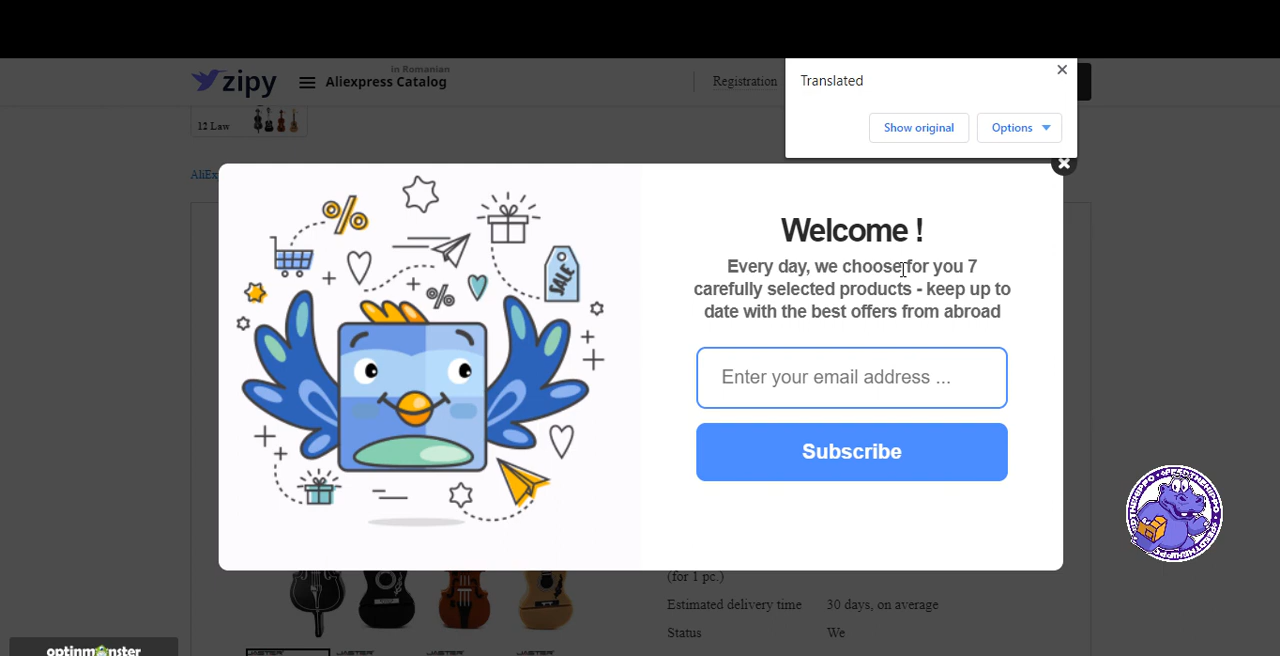 zipy
in Romanian
Aliexpress Catalog
Registration
Translated
Show original
Options
12 Law
AliEx
%
%
SALE
Welcome !
Every day, we choose for you 7
carefully selected products - keep up to
date with the best offers from abroad
Enter your email address ...
Subscribe
(for 1 pc.)
Estimated delivery time 30 days, on average
Status We
optinmonster